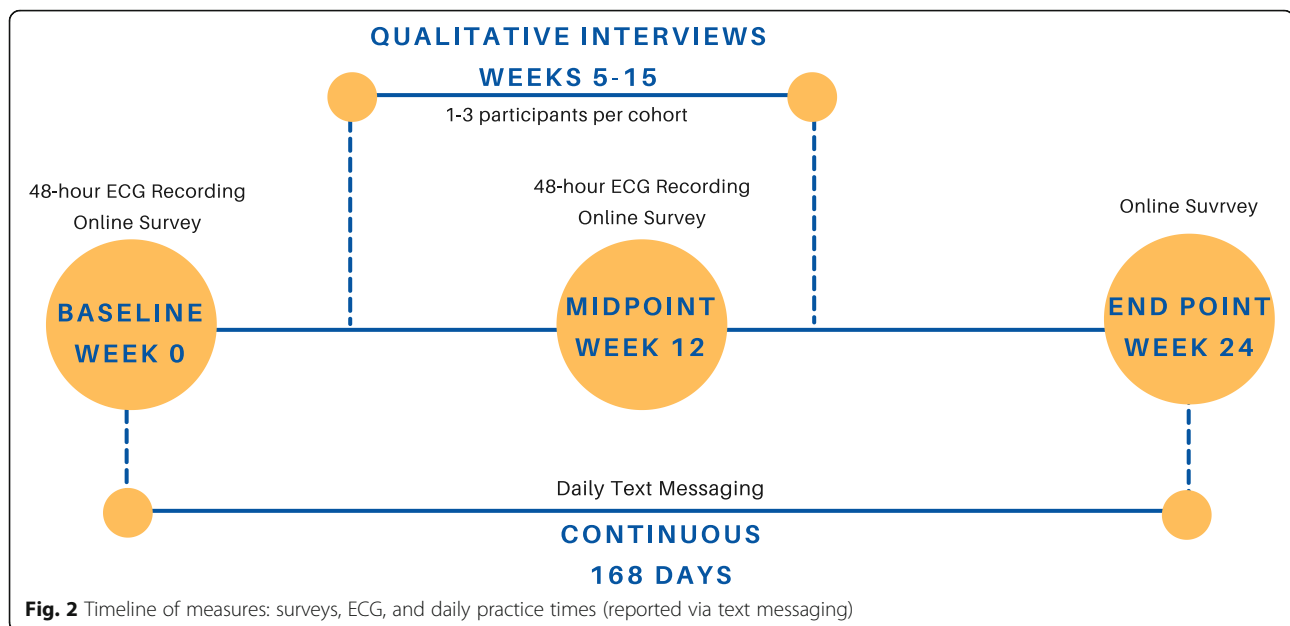 QUALITATIVE INTERVIEWS
WEEKS 5-15
1-3 participants per cohort
48-hour ECG Recording
Online Survey
48-hour ECG Recording
Online Survey
Online Suvrvey
BASELINE
WEEK 0
MIDPOINT
WEEK 12
END POINT
WEEK 24
Daily Text Messaging
CONTINUOUS
168 DAYS
Fig. 2 Timeline of measures: surveys, ECG, and daily practice times (reported via text messaging)